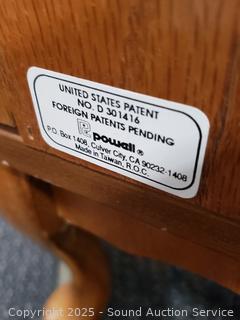 UNITED STATES PATENT
NO. D 301416
FOREIGN PATENTS PENDING
powell ®
P.O. Box 1408, Culver City, CA 90232-1408
Made in Taiwan, R.O.C.
Copyright 2025 - Sound Auction Service